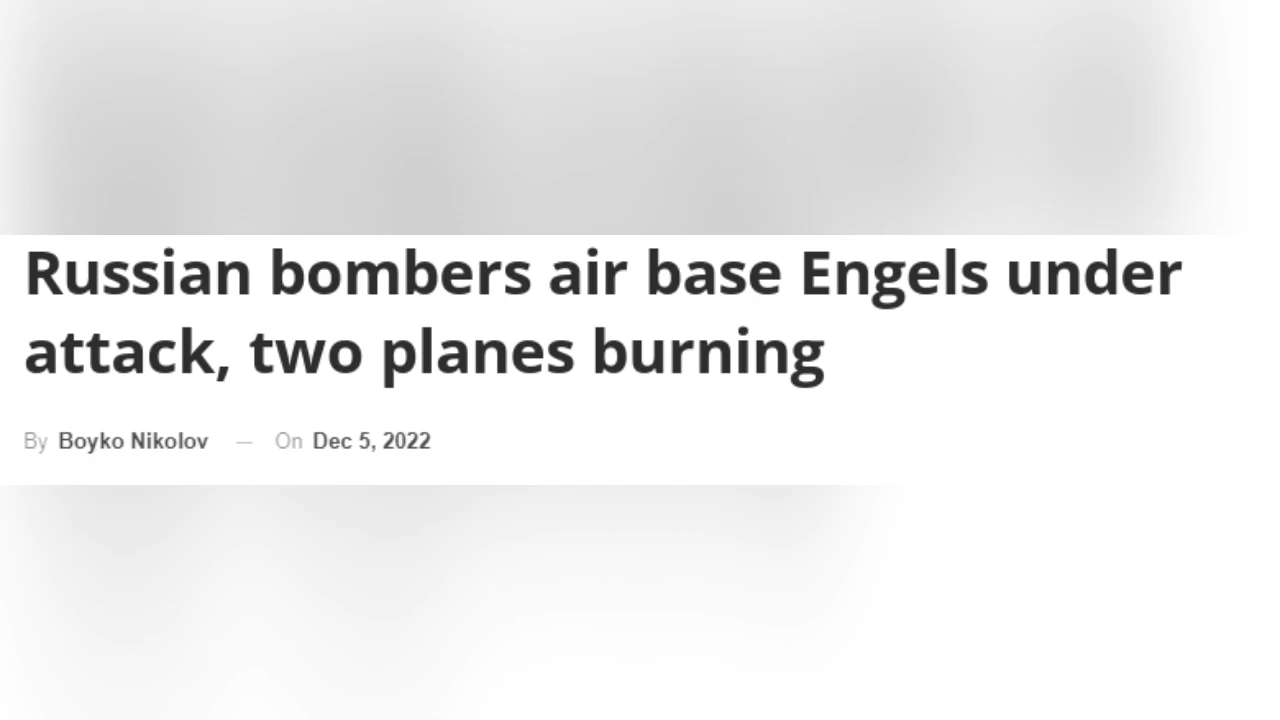 Russian bombers air base Engels under
attack, two planes burning
By Boyko Nikolov — On Dec 5, 2022